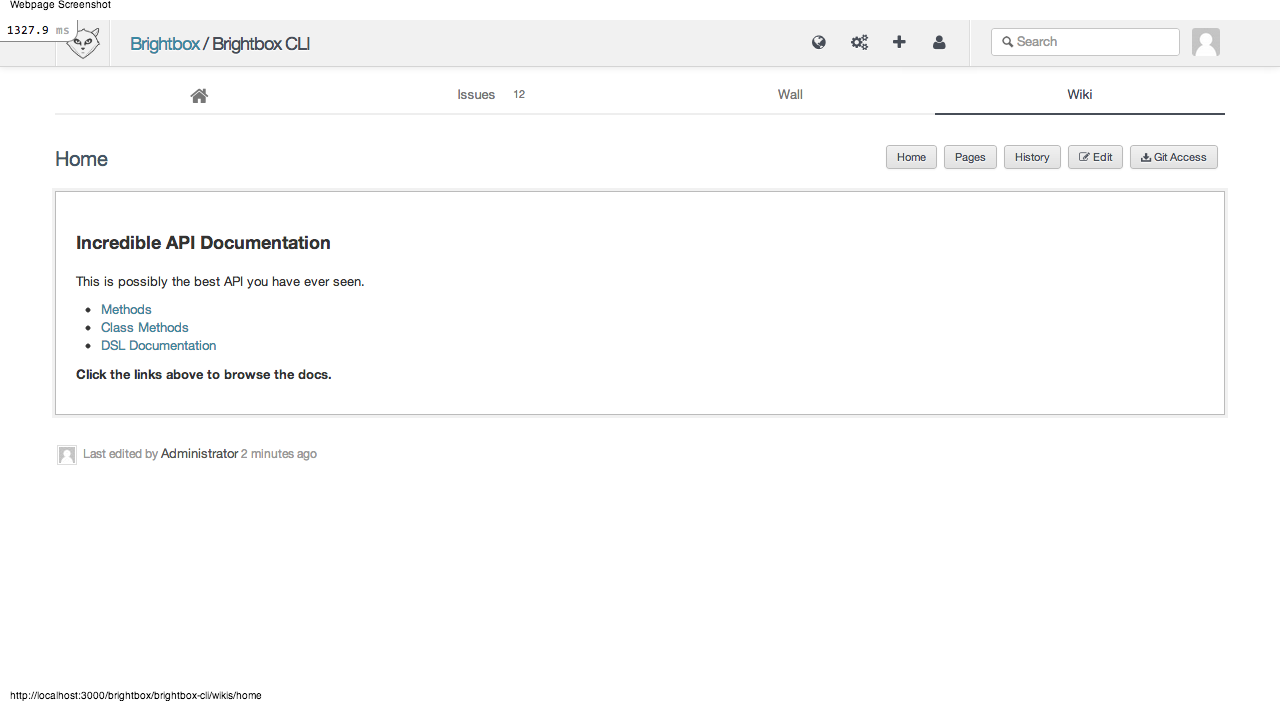 Webpage Screenshot
1327.9 ms
Brightbox / Brightbox CLI
Search
Issues 12
Wall
Wiki
Home
Home
Pages
History
Edit
Git Access
Incredible API Documentation
This is possibly the best API you have ever seen.
Methods
Class Methods
DSL Documentation
Click the links above to browse the docs.
Last edited by Administrator 2 minutes ago
http://localhost:3000/brightbox/brightbox-cli/wikis/home